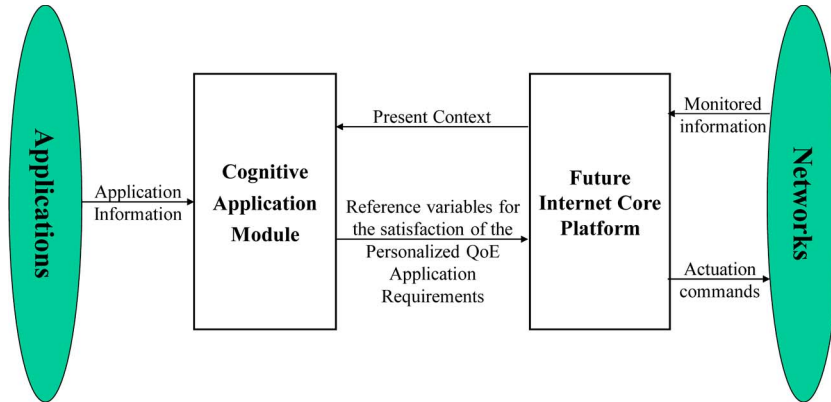 Applications
Application
Information
Cognitive
Application
Module
Present Context
Reference variables for
the satisfaction of the
Personalized QoE
Application
Requirements
Future
Internet Core
Platform
Monitored
information
Actuation
commands
Networks